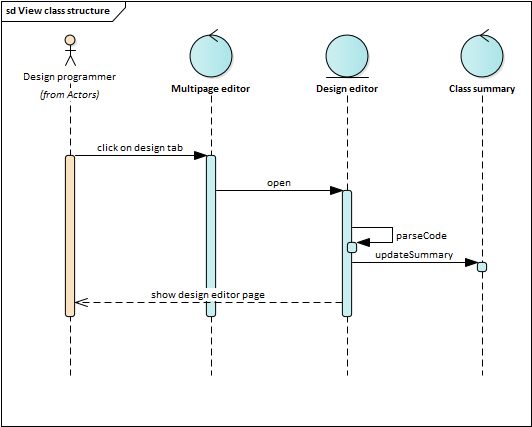 sd View class structure
Design programmer
(from Actors)
Multipage editor
Design editor
Class summary
click on design tab
open
parseCode
updateSummary
show design editor page